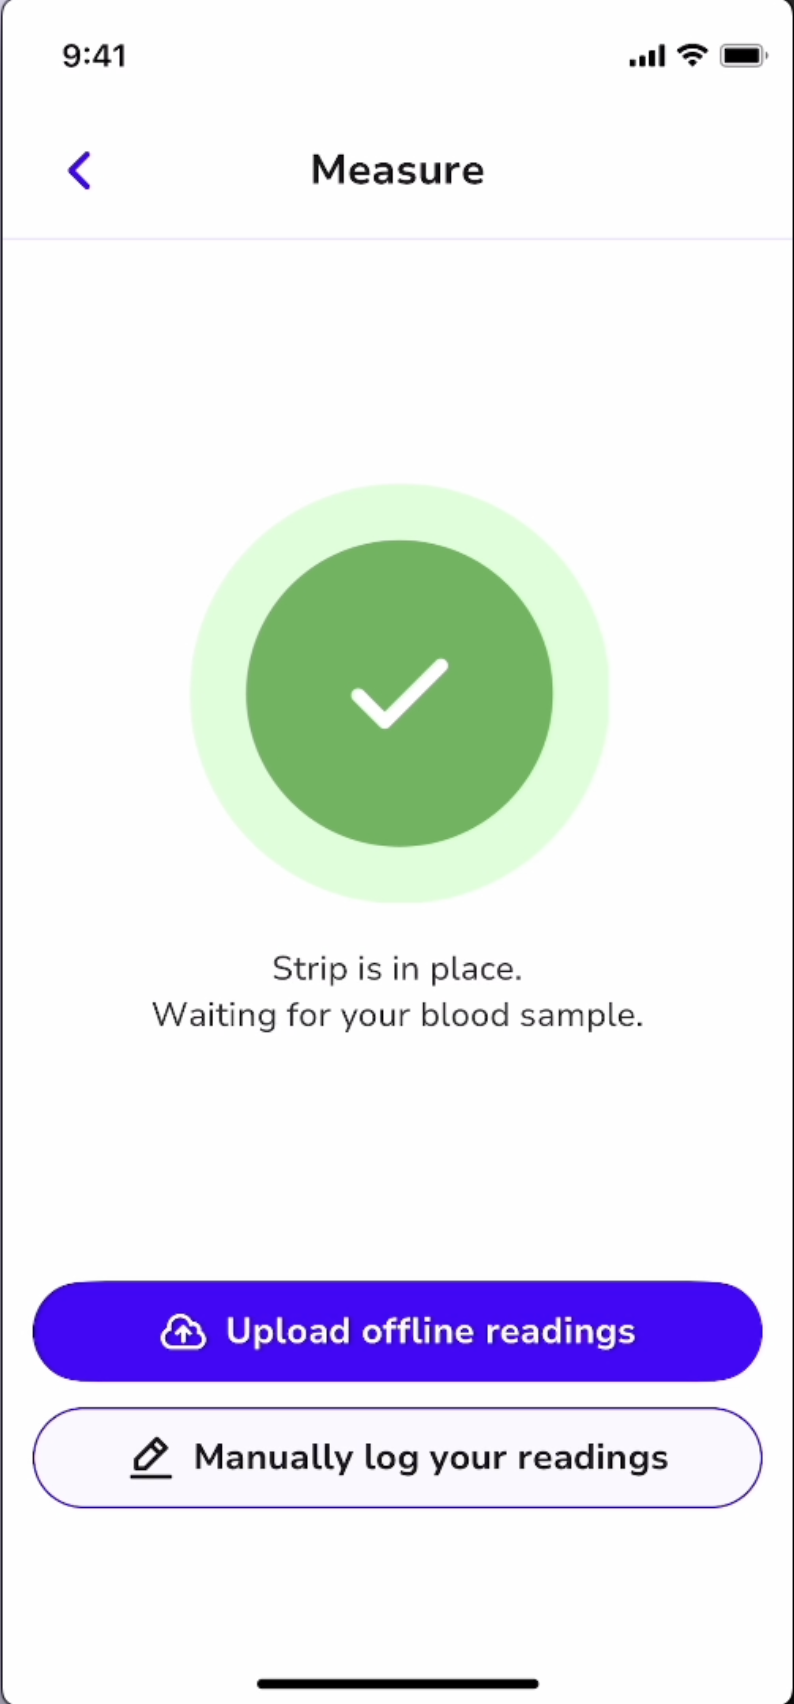 9:41
Measure
Strip is in place.
Waiting for your blood sample.
Upload offline readings
Manually log your readings